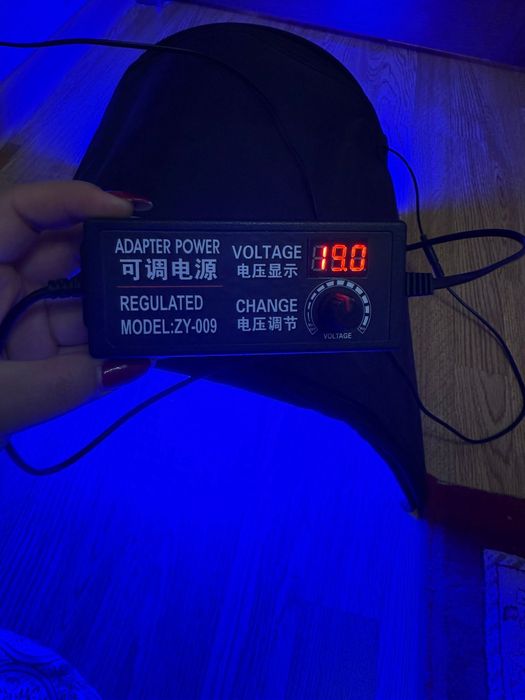 ADAPTER POWER
可调电源
REGULATED
MODEL:ZY-009
VOLTAGE
电压显示
19.0
CHANGE
电压调节
VOLTAGE